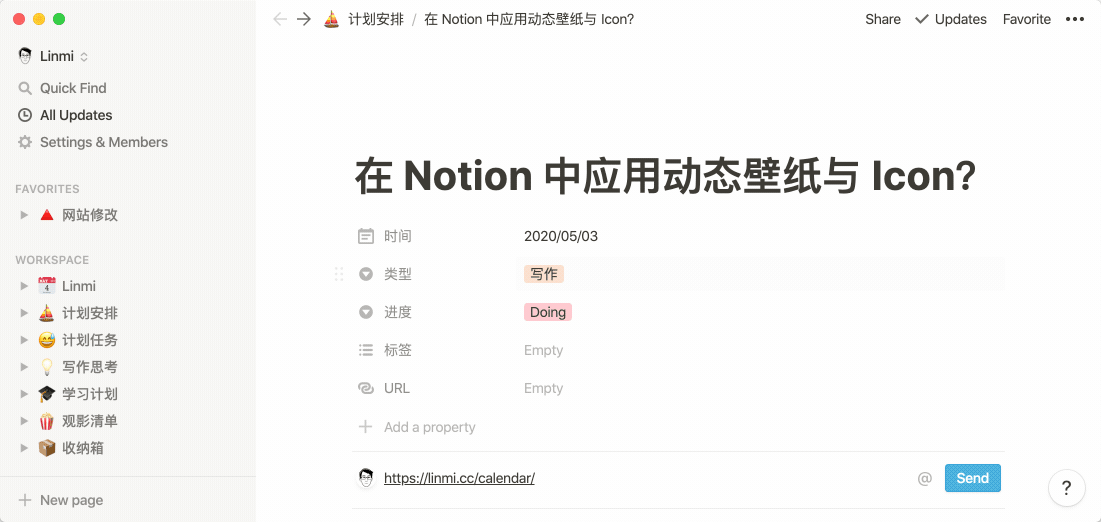 计划安排 / 在 Notion 中应用动态壁纸与 Icon?
Share Updates Favorite
Linmi
Quick Find
All Updates
Settings & Members
FAVORITES
网站修改
WORKSPACE
Linmi
计划安排
计划任务
写作思考
学习计划
观影清单
收纳箱
New page
在 Notion 中应用动态壁纸与 Icon?
时间 2020/05/03
类型 写作
进度 Doing
标签 Empty
URL Empty
Add a property
https://linmi.cc/calendar/ @ Send
?